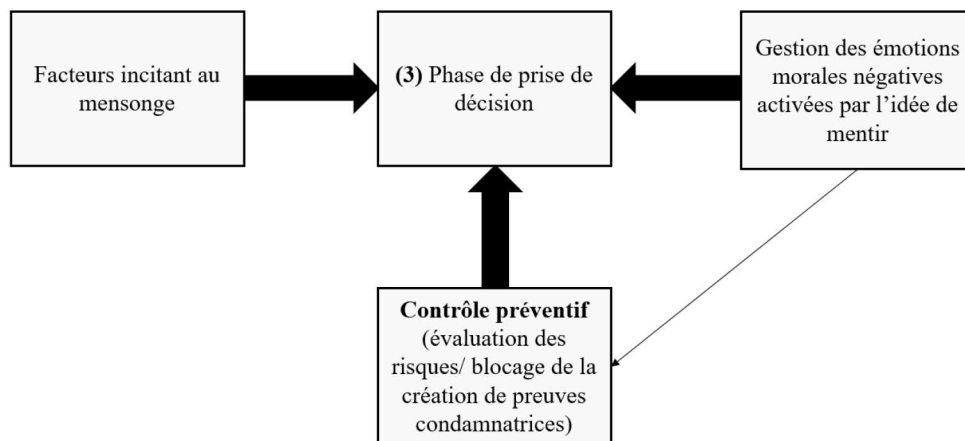 Facteurs incitant au
mensonge
(3) Phase de prise de
décision
Gestion des émotions
morales négatives
activées par l’idée de
mentir
Contrôle préventif
(évaluation des
risques/ blocage de la
création de preuves
condamnatrices)